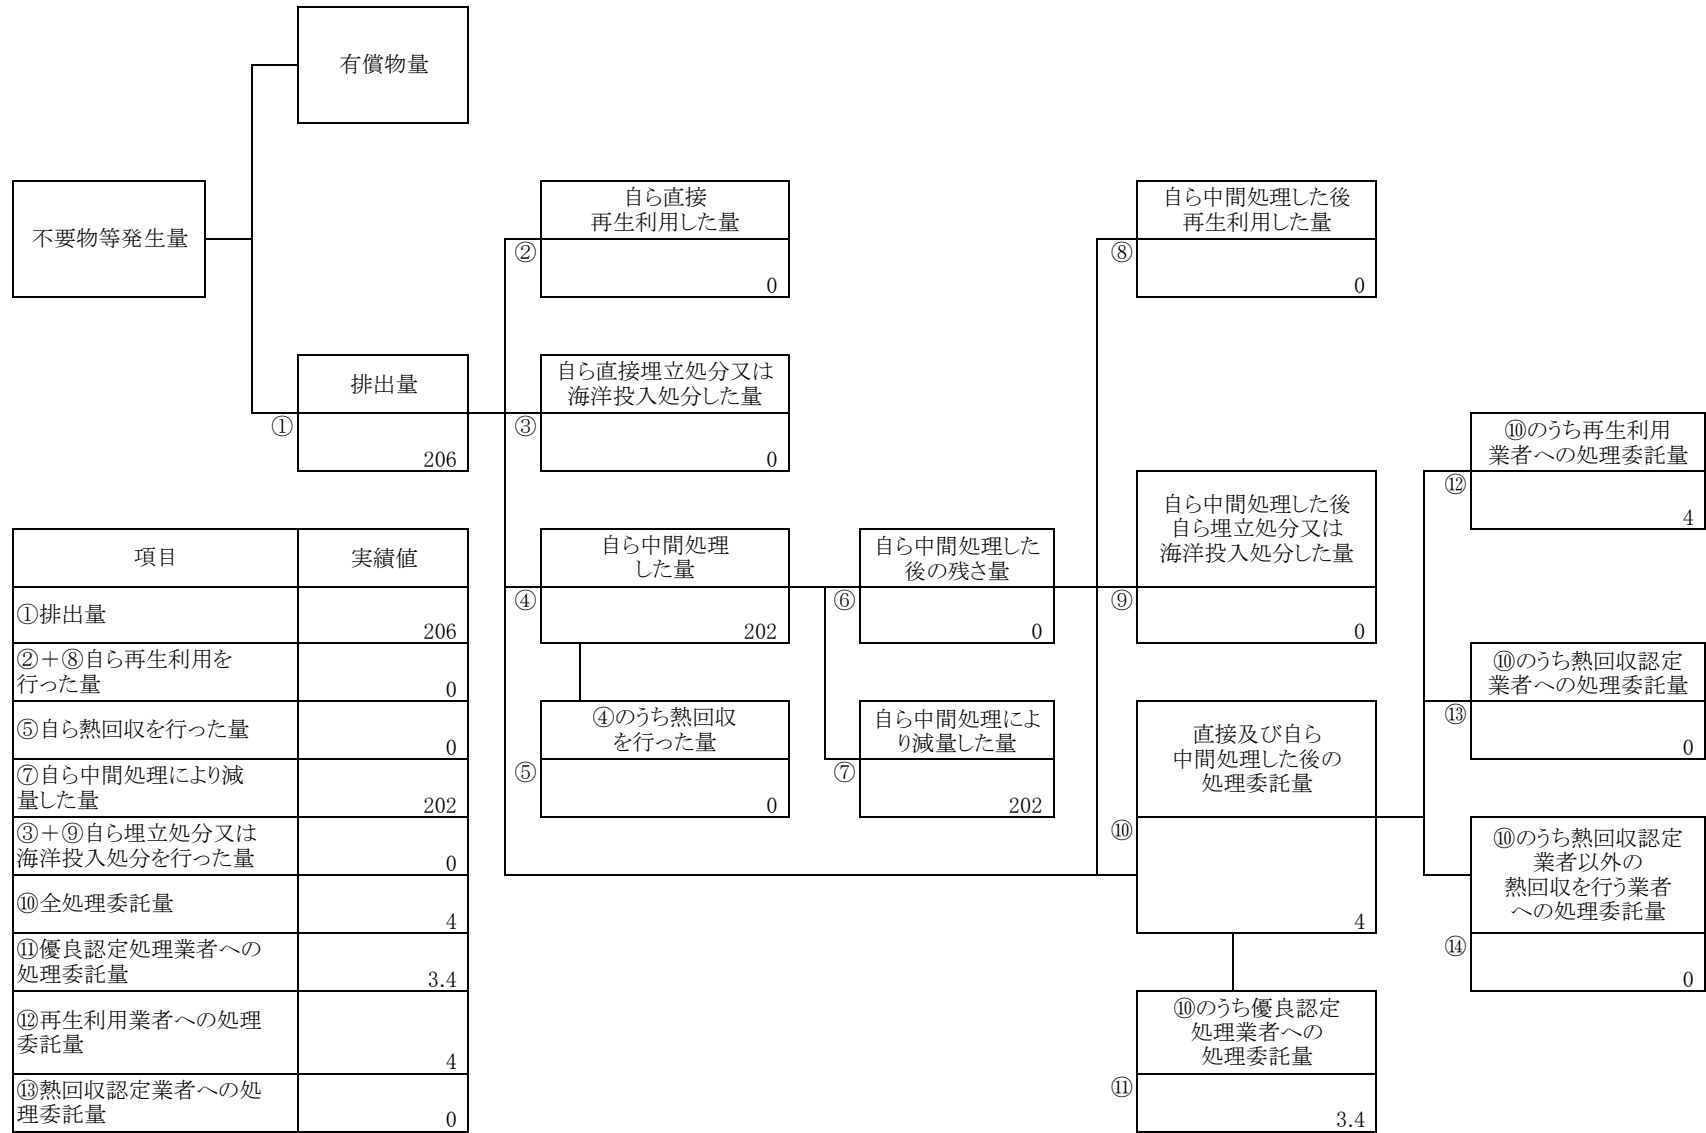 有償物量
不要物等発生量
自ら直接
再生利用した量
②
0
自ら中間処理した後
再生利用した量
⑧
0
排出量
①
206
自ら直接埋立処分又は
海洋投入処分した量
③
0
⑩のうち再生利用
業者への処理委託量
⑫
4
自ら中間処理
した量
④
202
自ら中間処理した
後の残さ量
⑥
0
自ら中間処理した後
自ら埋立処分又は
海洋投入処分した量
⑨
0
⑩のうち熱回収認定
業者への処理委託量
⑬
0
④のうち熱回収
を行った量
⑤
0
自ら中間処理によ
り減量した量
⑦
202
直接及び自ら
中間処理した後の
処理委託量
⑩
4
⑩のうち熱回収認定
業者以外の
熱回収を行う業者
への処理委託量
⑭
0
⑩のうち優良認定
処理業者への
処理委託量
⑪
3.4
項目 実績値
①排出量
206
②+⑧自ら再生利用を
行った量
0
⑤自ら熱回収を行った量
0
⑦自ら中間処理により減
量した量
202
③+⑨自ら埋立処分又は
海洋投入処分を行った量
0
⑩全処理委託量
4
⑪優良認定処理業者への
処理委託量
3.4
⑫再生利用業者への処理
委託量
4
⑬熱回収認定業者への処
理委託量
0